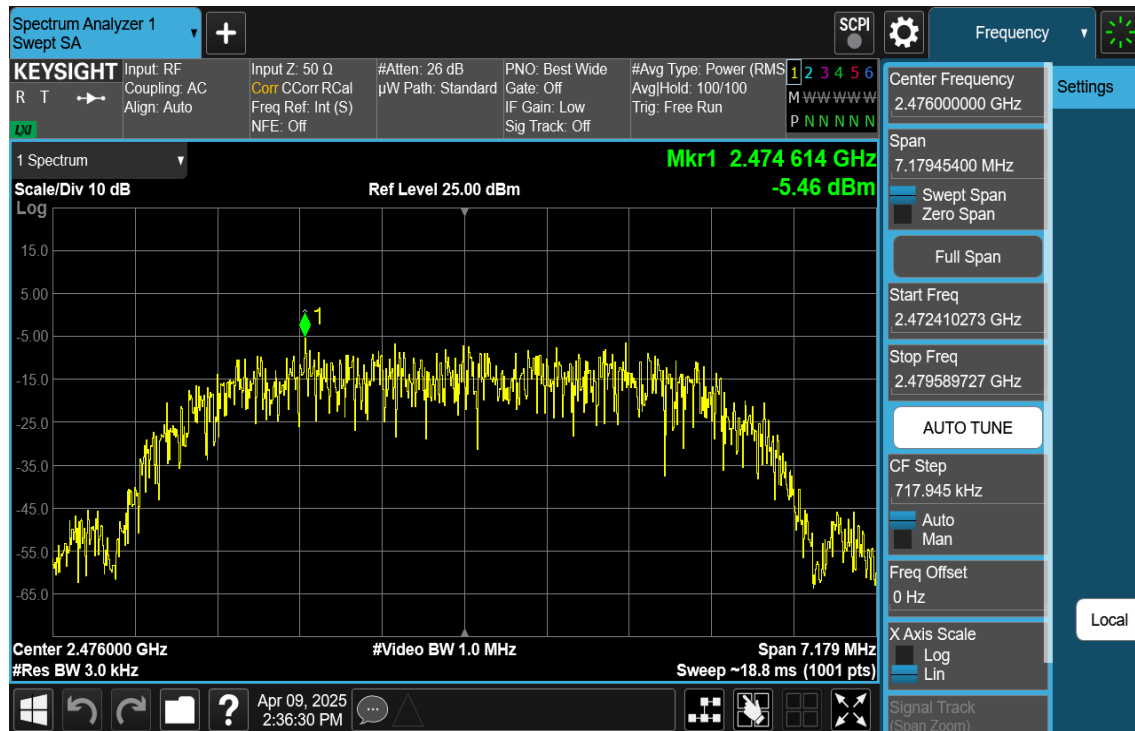 Spectrum Analyzer 1
Swept SA
+
SCPI
Frequency
KEYSIGHT
R T
LXI
Input: RF
Coupling: AC
Align: Auto
Input Z: 50 Ω
Corr CCorr RCal
Freq Ref: Int (S)
NFE: Off
#Atten: 26 dB
µW Path: Standard
PNO: Best Wide
Gate: Off
IF Gain: Low
Sig Track: Off
#Avg Type: Power (RMS
Avg|Hold: 100/100
Trig: Free Run
1 2 3 4 5 6
M W W W W W W
P N N N N N N
1 Spectrum
Mkr1 2.474 614 GHz
-5.46 dBm
Scale/Div 10 dB
Ref Level 25.00 dBm
Log
15.0
5.00
-5.00
-15.0
-25.0
-35.0
-45.0
-55.0
-65.0
1
Center 2.476000 GHz
#Video BW 1.0 MHz
Span 7.179 MHz
#Res BW 3.0 kHz
Sweep ~18.8 ms (1001 pts)
?
Apr 09, 2025
2:36:30 PM
Center Frequency
2.476000000 GHz
Span
7.17945400 MHz
Swept Span
Zero Span
Full Span
Start Freq
2.472410273 GHz
Stop Freq
2.479589727 GHz
AUTO TUNE
CF Step
717.945 kHz
Auto
Man
Freq Offset
0 Hz
X Axis Scale
Log
Lin
Signal Track
(Span Zoom)
Settings
Local